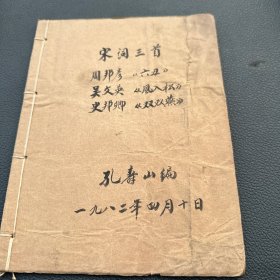 宋词三首
周邦彦《六丑》
吴文英《风入松》
史邦卿《双双燕》
孔寿山编
一九八二年四月十日